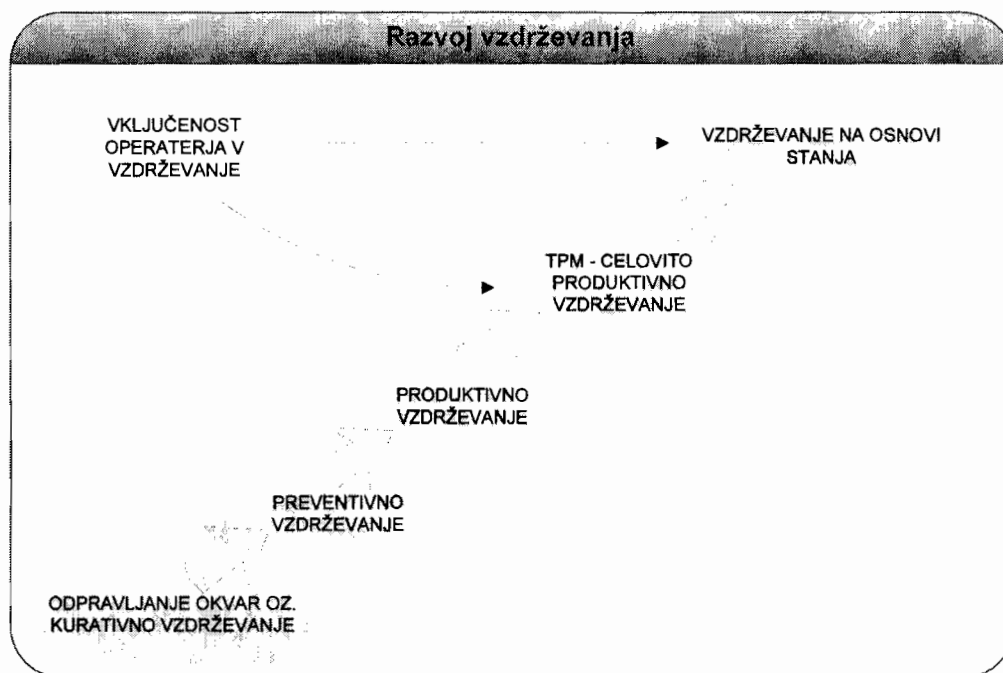 Razvoj vzdrževanja
VKLJUČENOST
OPERATERJA V
VZDRŽEVANJE
VZDRŽEVANJE NA OSNOVI
STANJA
TPM - CELOVITO
PRODUKTIVNO
VZDRŽEVANJE
PRODUKTIVNO
VZDRŽEVANJE
PREVENTIVNO
VZDRŽEVANJE
ODPRAVLJANJE OKVAR OZ.
KURATIVNO VZDRŽEVANJE